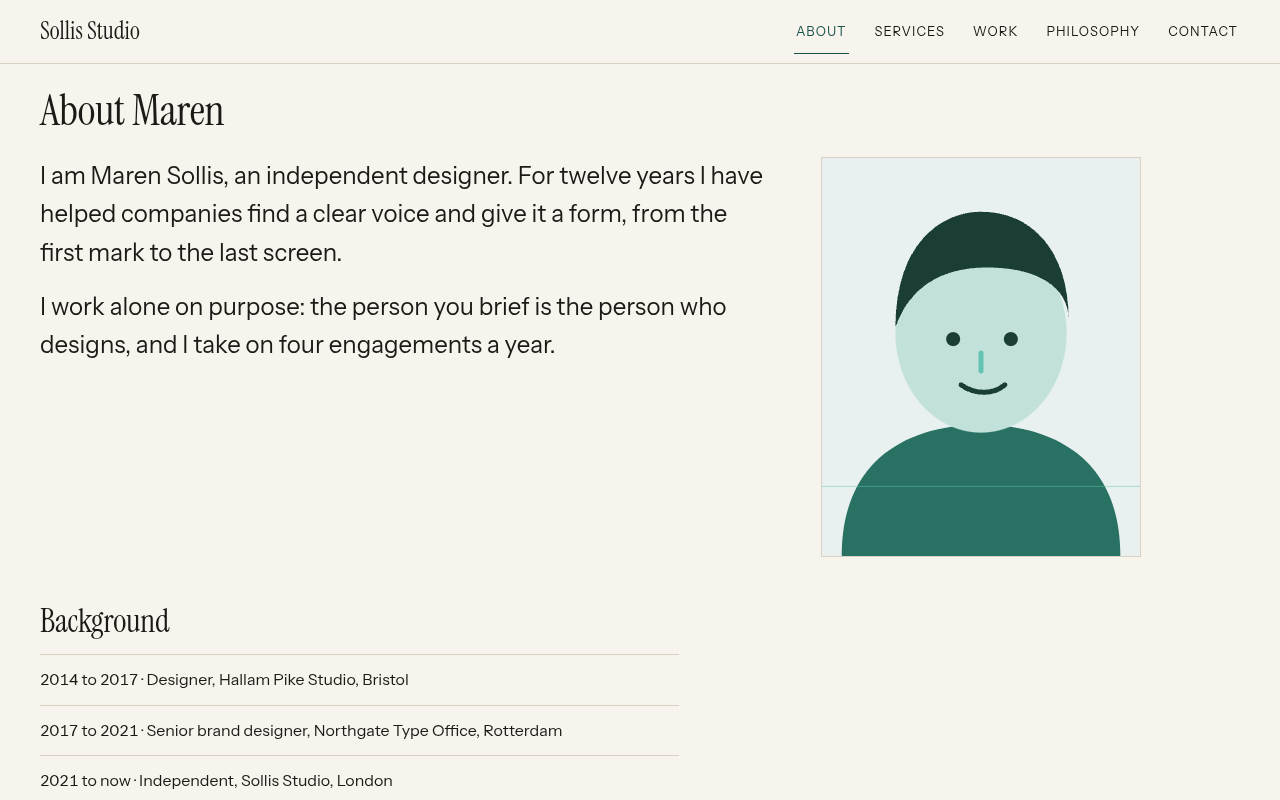 Sollis Studio
ABOUT SERVICES WORK PHILOSOPHY CONTACT
About Maren
I am Maren Sollis, an independent designer. For twelve years I have
helped companies find a clear voice and give it a form, from the
first mark to the last screen.
I work alone on purpose: the person you brief is the person who
designs, and I take on four engagements a year.
Background
2014 to 2017 · Designer, Hallam Pike Studio, Bristol
2017 to 2021 · Senior brand designer, Northgate Type Office, Rotterdam
2021 to now · Independent, Sollis Studio, London